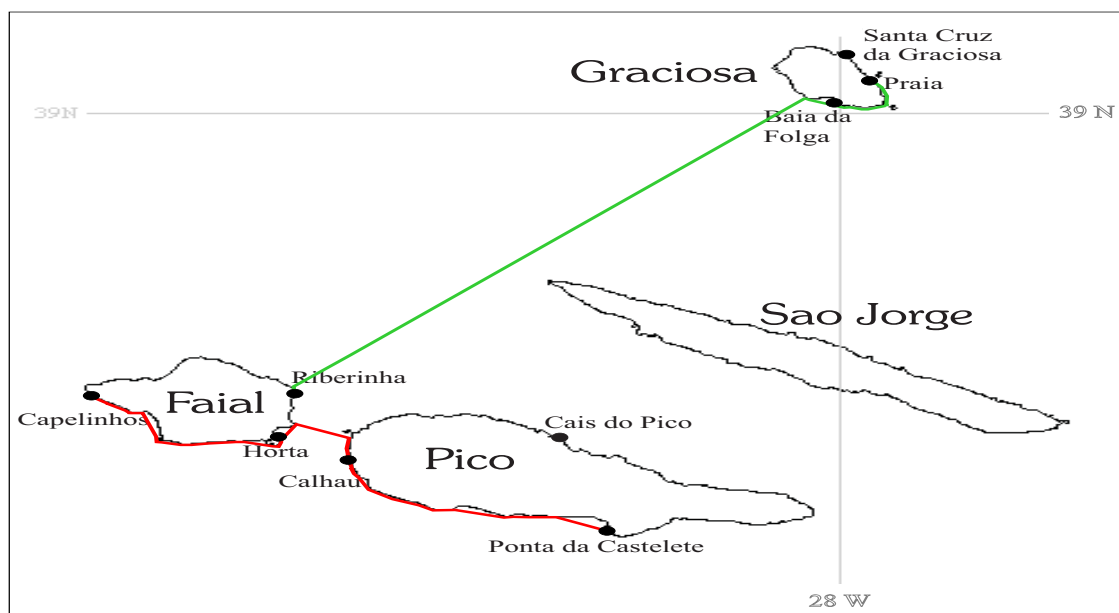 Santa Cruz
da Graciosa
Graciosa
Praia
39N
39 N
Baia da
Folga
Sao Jorge
Riberinha
Faial
Capelinhos
Cais do Pico
Horta
Pico
Calhau
Ponta da Castelete
28 W